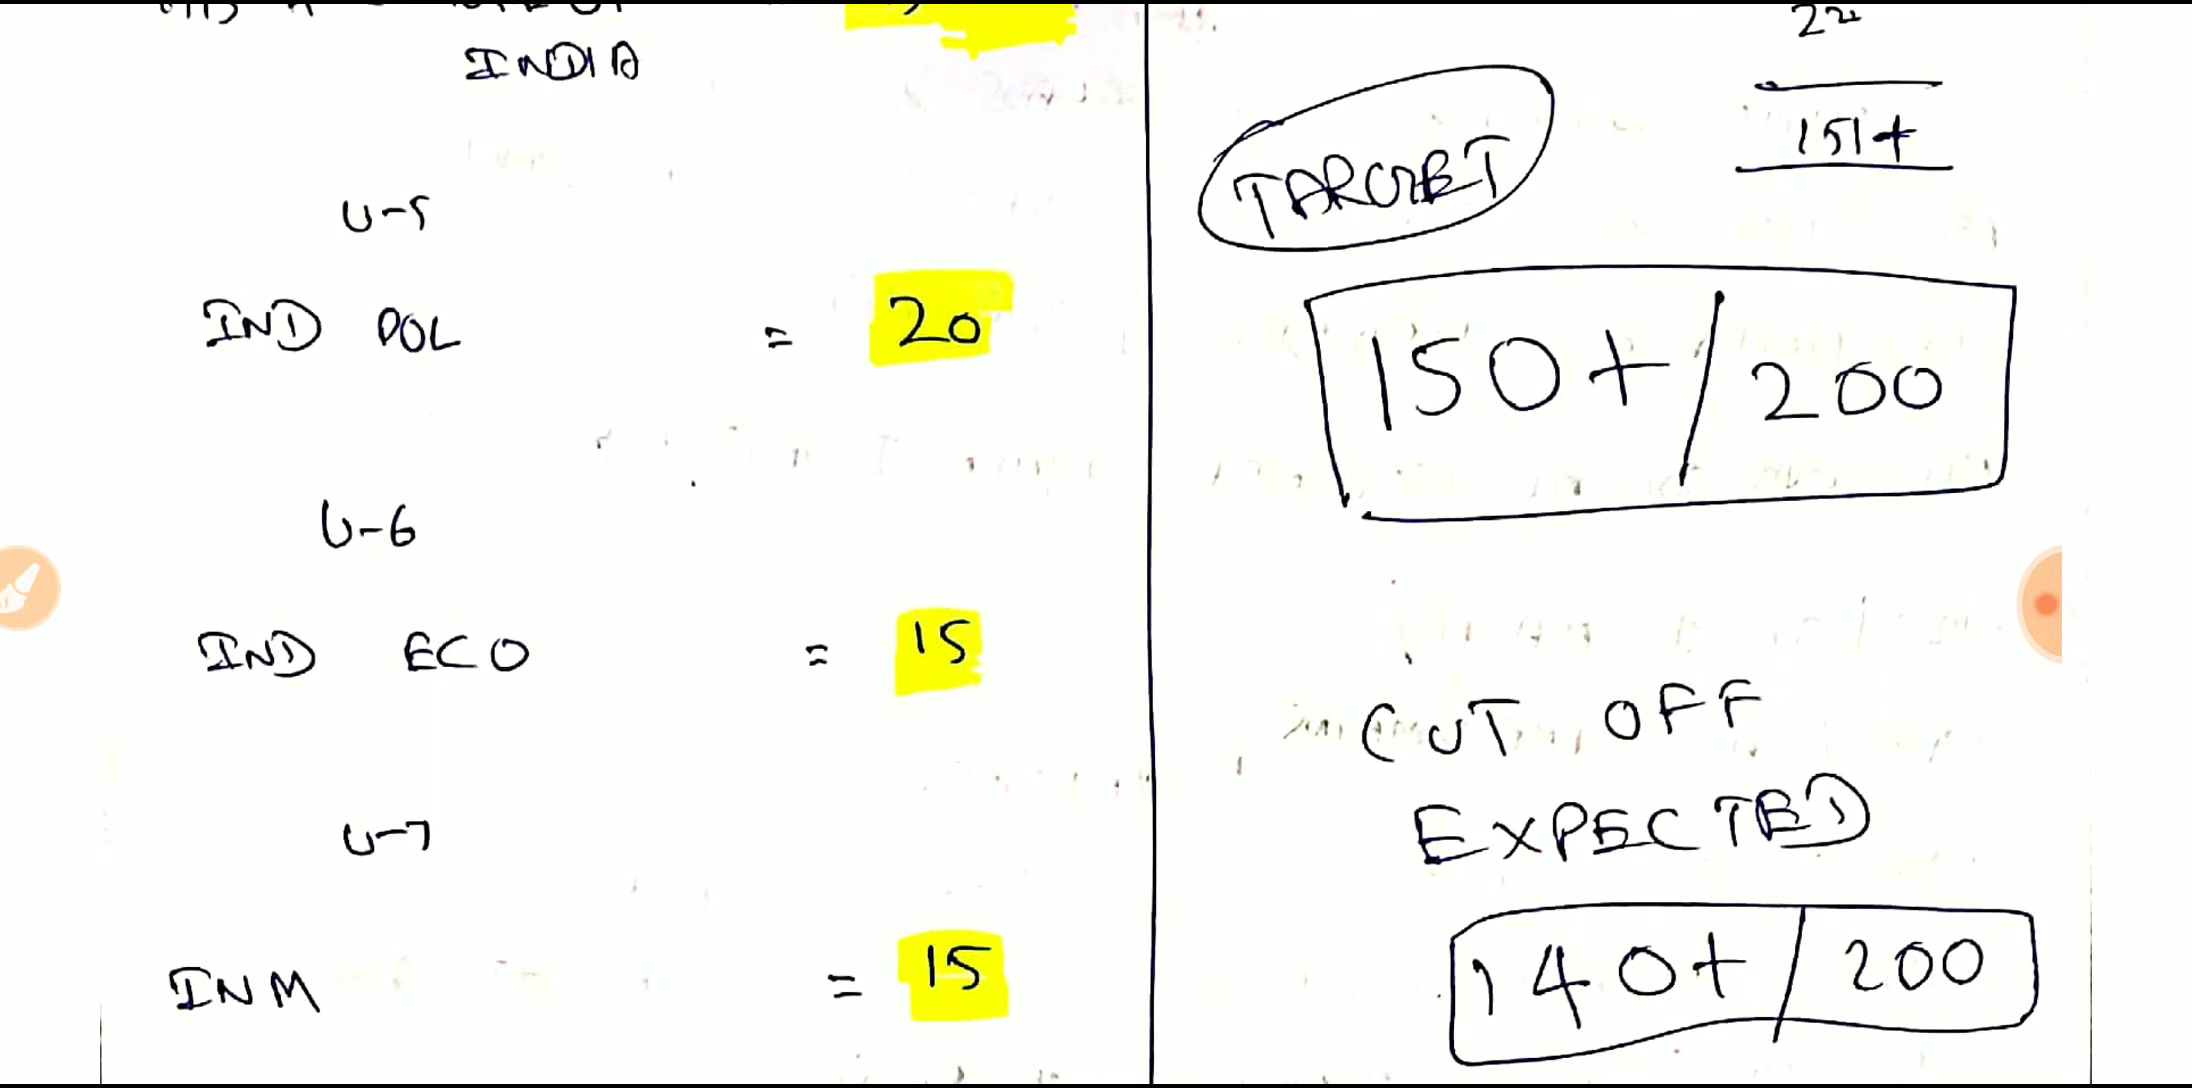 INDIA
U-5
IND POL = 20
U-6
IND ECO = 15
U-7
INM = 15
22
151+
TARGET
150+/200
CUT OFF
EXPECTED
140+/200